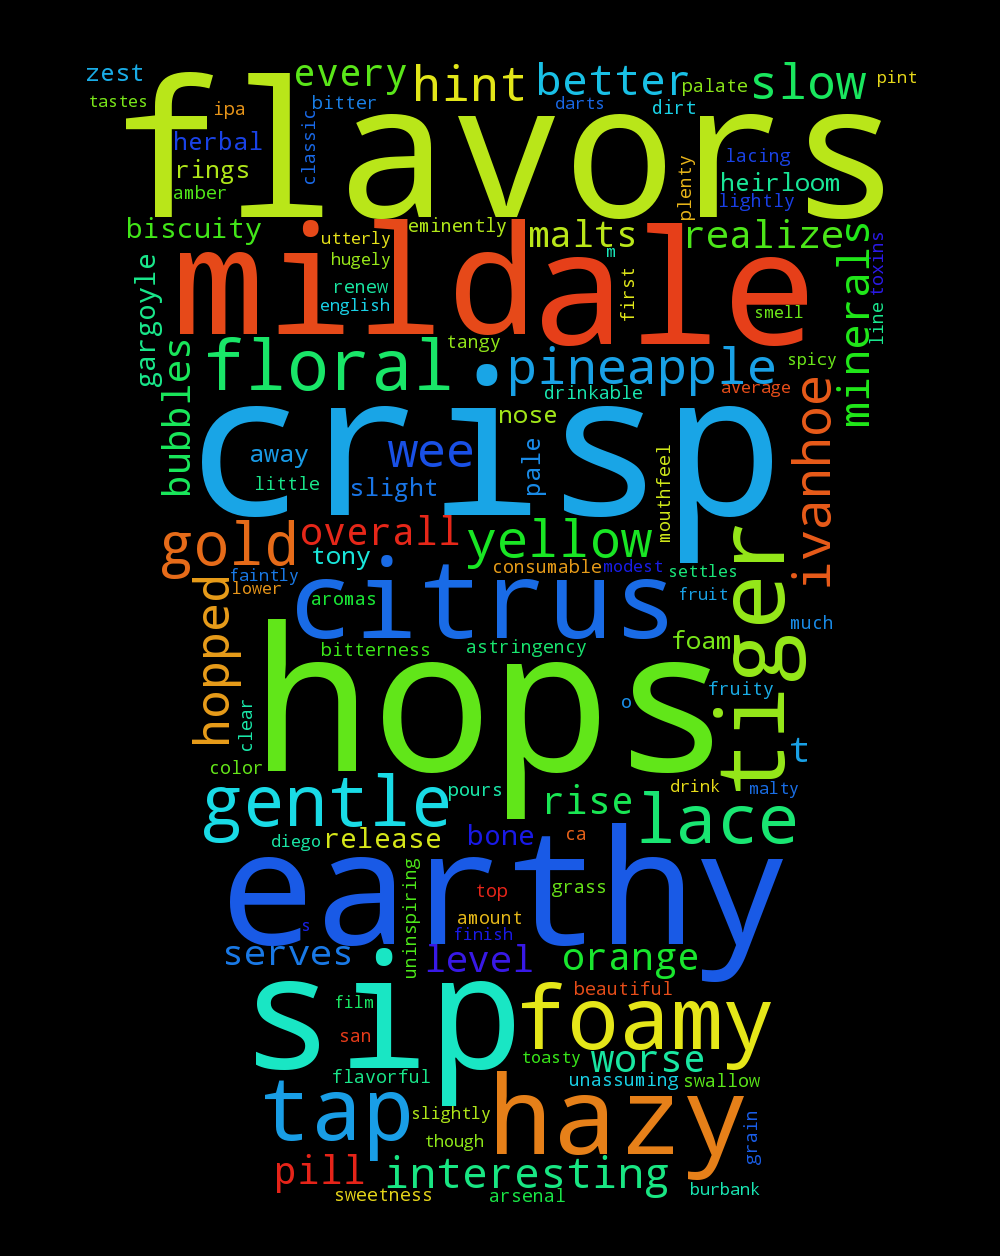 zest every hint better palate slow pint
tastes ipa bitter darts dirt
flavors
herbal classic lacing
rings plenty heirloom
amber lightly
biscuity utterly eminently malts realize
mild ale
hugely m minerals toxins
gargoyle renew first line
english smell
bubbles floral tangy pineapple spicy
drinkable average
crisp
nose ivanhoe
away wee pale mouthfeel
little slight
gold overall yellow tiger
tony consumable modest settles
faintly citrus
hopped lower aromas fruit much
bitterness astringency foam
hops
clear o fruity
color t
gentle pours rise drink malty
lace
diego release bone ca
earthy
uninspiring top grass
s amount
finish
serves level orange
sip beautiful
film foamy
san toasty worse
flavorful unassuming swallow
tap slightly hazy grain
though
pill interesting
sweetness arsenal burbank